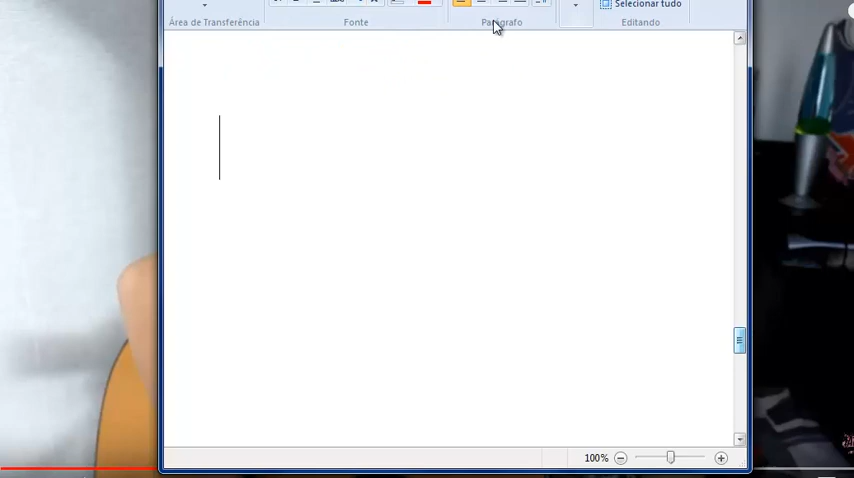 Selecionar tudo
Área de Transferência Fonte Parágrafo Editando
100%